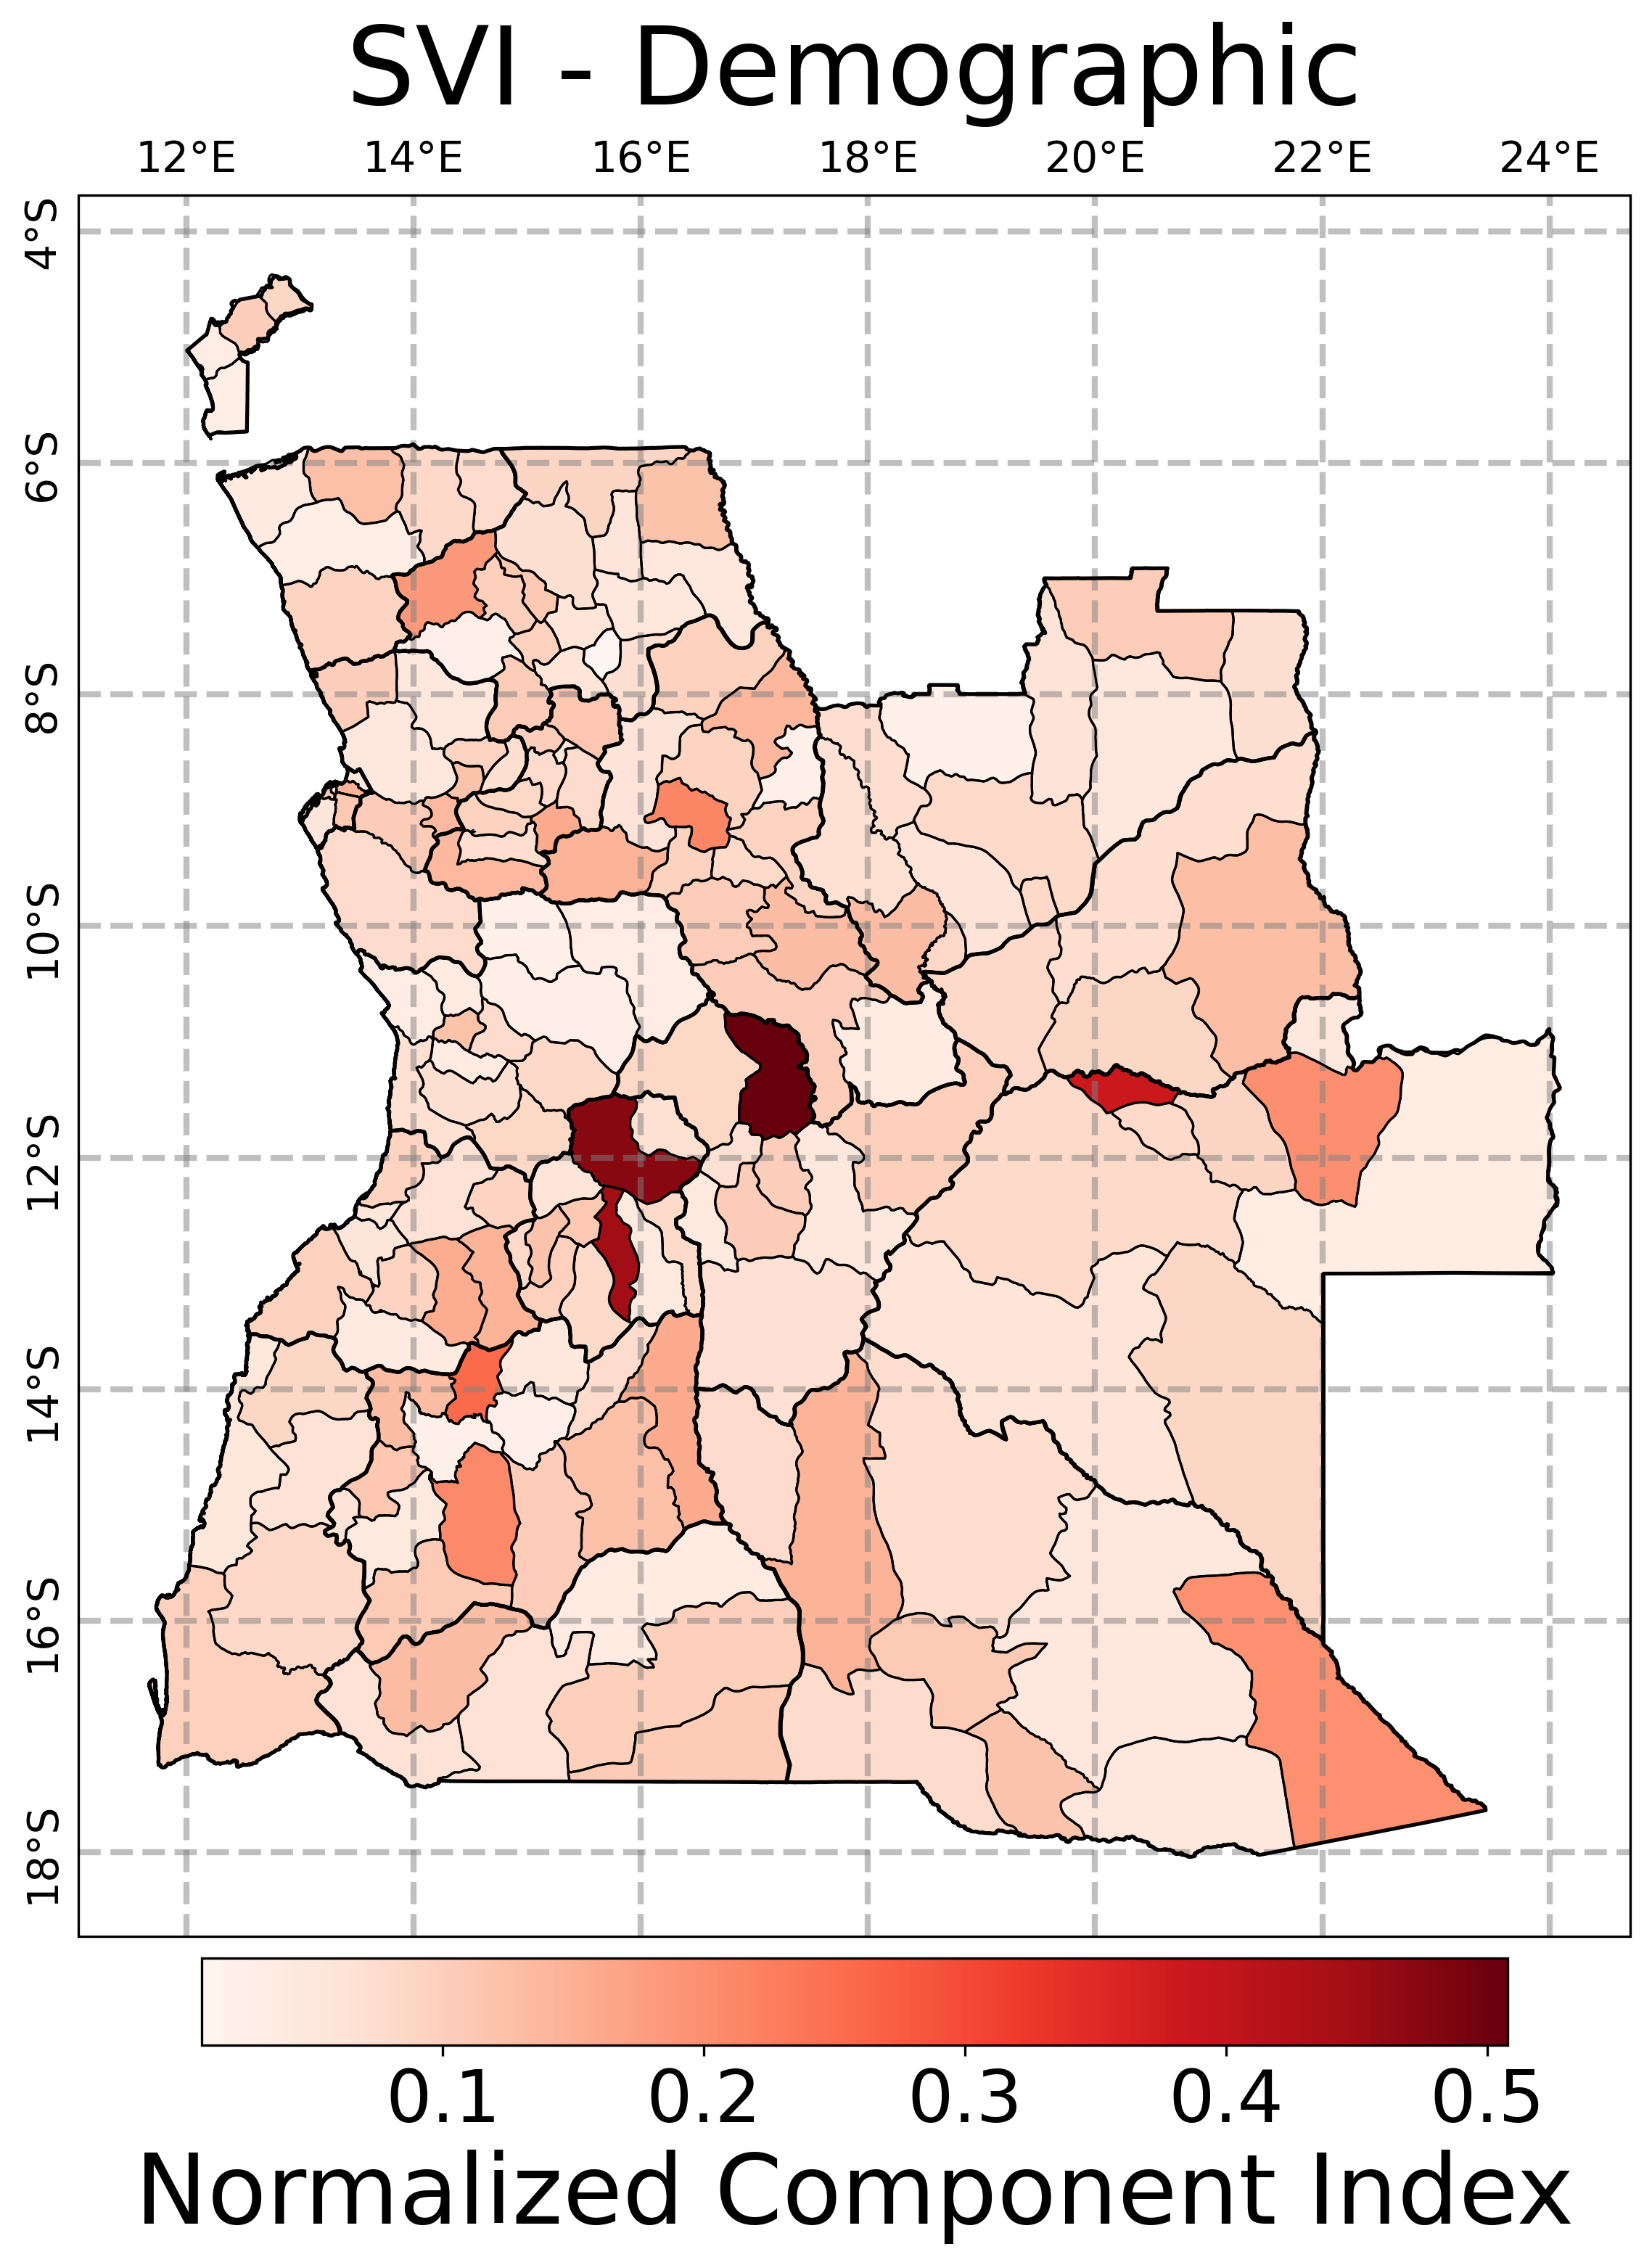 SVI - Demographic
12°E 14°E 16°E 18°E 20°E 22°E 24°E
4°S
6°S
8°S
10°S
12°S
14°S
16°S
18°S
0.1 0.2 0.3 0.4 0.5
Normalized Component Index